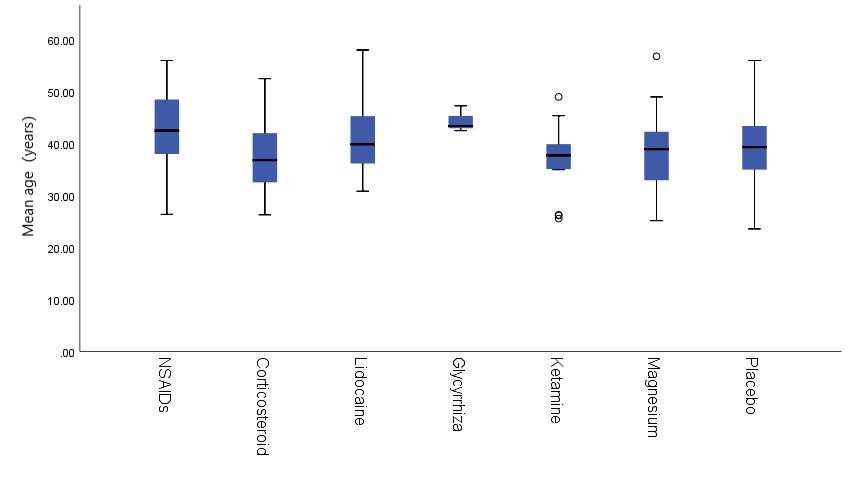 60.00
50.00
40.00
30.00
20.00
10.00
.00
Mean age (years)
NSAIDs
Corticosteroid
Lidocaine
Glycyrrhiza
Ketamine
Magnesium
Placebo